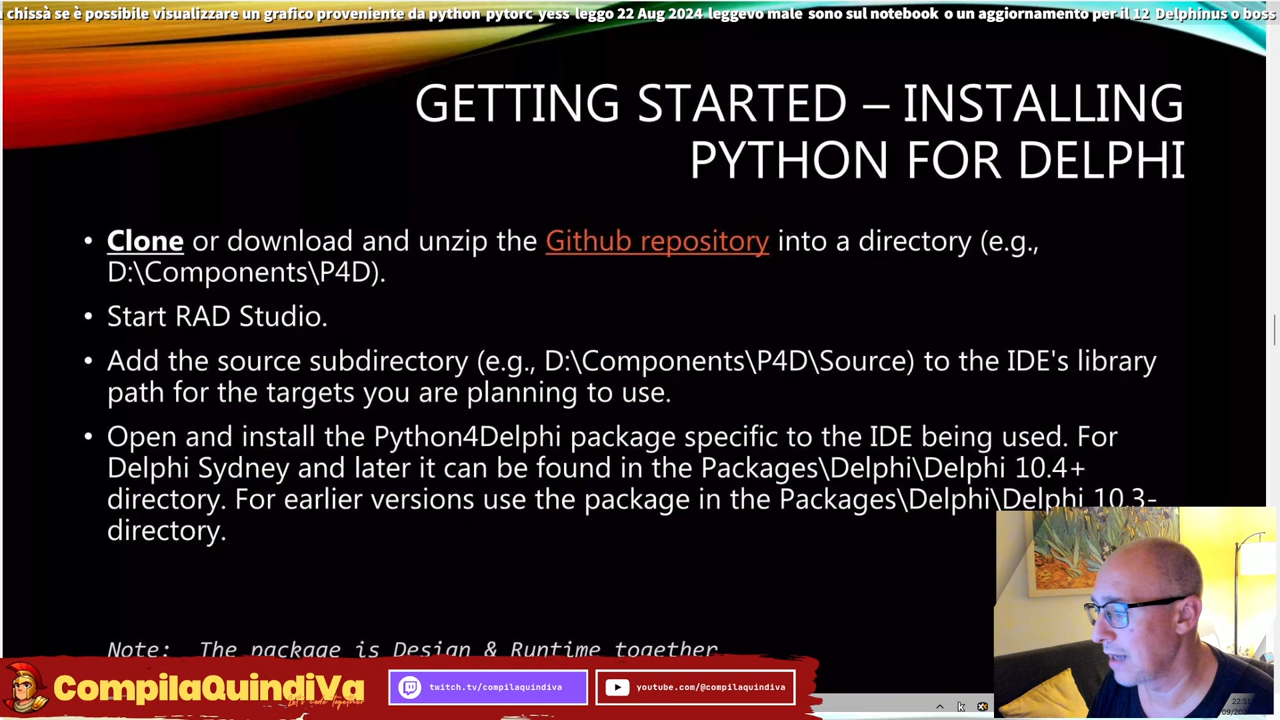 chissà se è possibile visualizzare un grafico proveniente da python pytorc yess leggo 22 Aug 2024 leggevo male sono sul notebook o un aggiornamento per il 12 Delphinus o boss
GETTING STARTED – INSTALLING
PYTHON FOR DELPHI
• Clone or download and unzip the Github repository into a directory (e.g.,
D:\Components\P4D).
• Start RAD Studio.
• Add the source subdirectory (e.g., D:\Components\P4D\Source) to the IDE's library
path for the targets you are planning to use.
• Open and install the Python4Delphi package specific to the IDE being used. For
Delphi Sydney and later it can be found in the Packages\Delphi\Delphi 10.4+
directory. For earlier versions use the package in the Packages\Delphi\Delphi 10.3-
directory.
Note: The package is Design & Runtime together
CompilaQuindiVa
Let's code Together
twitch.tv/compilaquindiva
youtube.com/@compilaquindiva